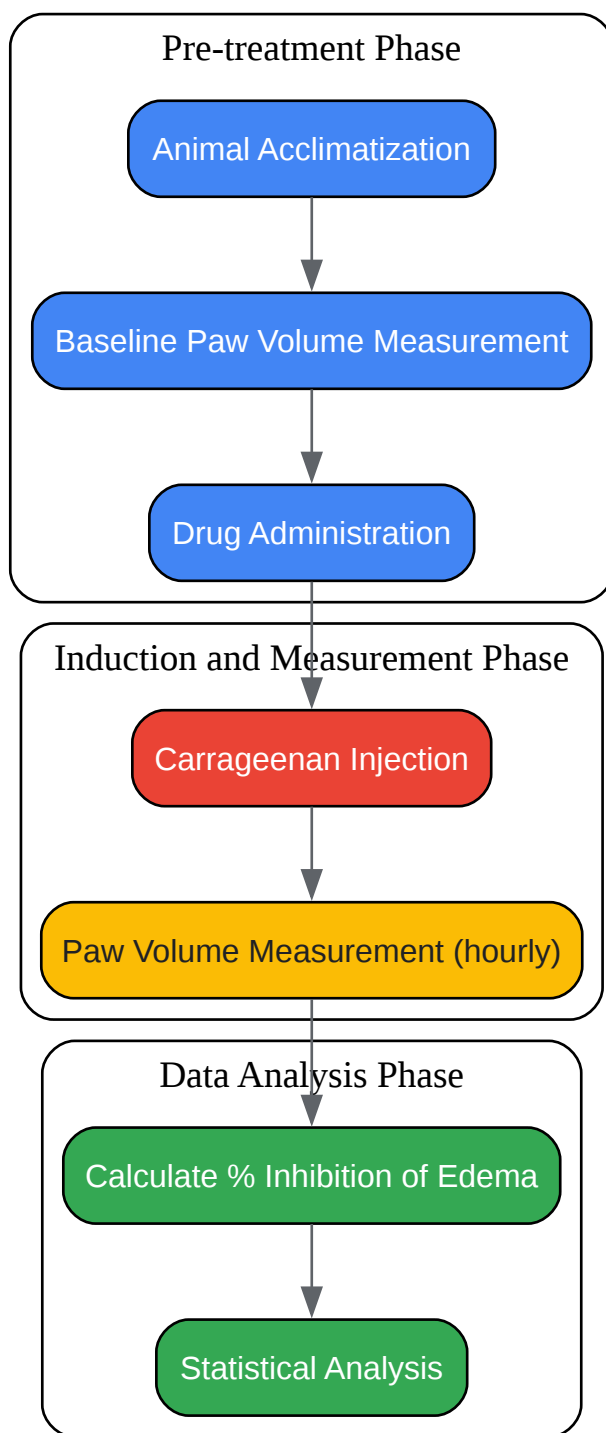 Pre-treatment Phase
Animal Acclimatization
Baseline Paw Volume Measurement
Drug Administration
Induction and Measurement Phase
Carrageenan Injection
Paw Volume Measurement (hourly)
Data Analysis Phase
Calculate % Inhibition of Edema
Statistical Analysis